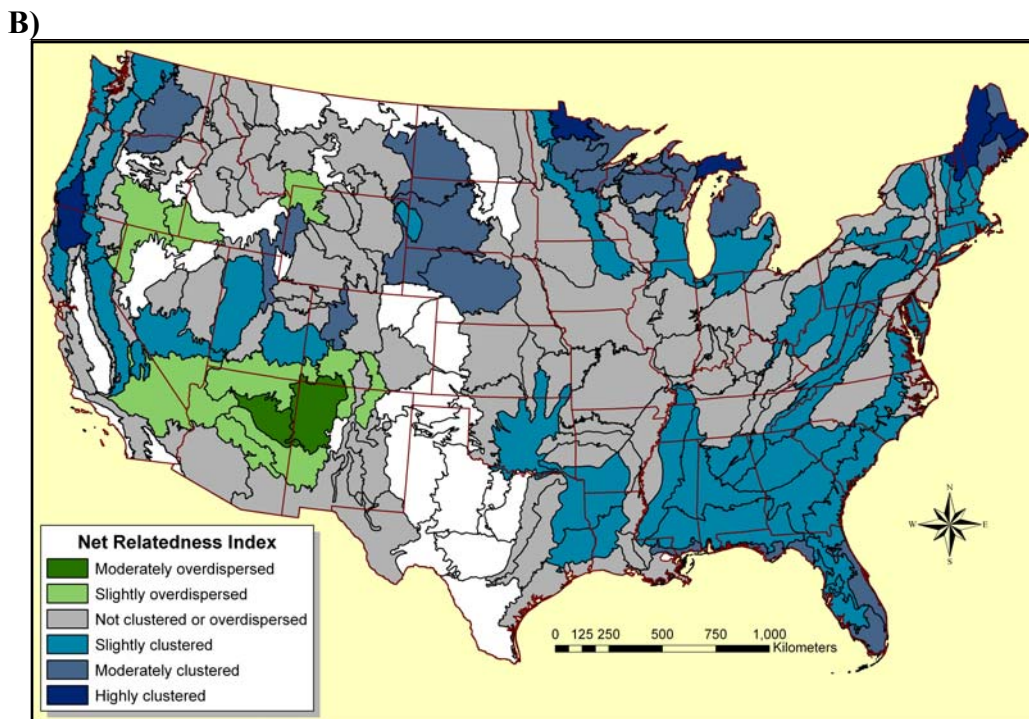 B)
N
W
E
S
Net Relatedness Index
Moderately overdispersed
Slightly overdispersed
Not clustered or overdispersed
Slightly clustered
Moderately clustered
Highly clustered
0 125 250 500 750 1,000
Kilometers